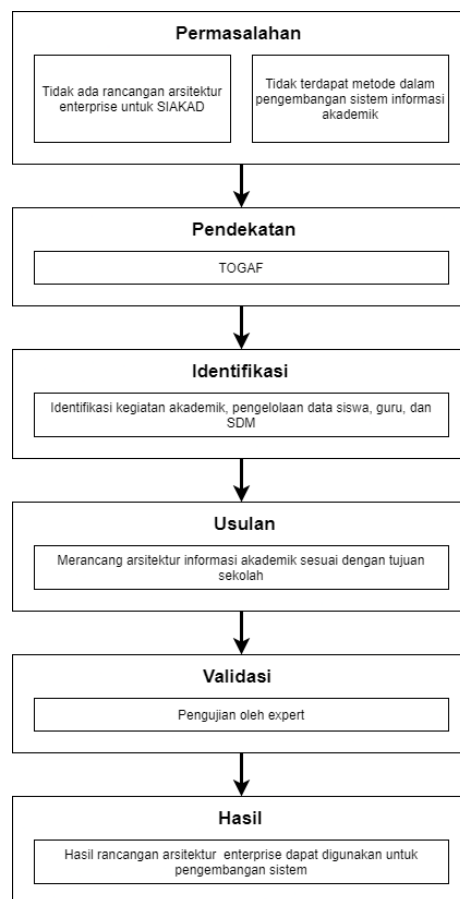 Permasalahan
Tidak ada rancangan arsitektur
enterprise untuk SIAKAD
Tidak terdapat metode dalam
pengembangan sistem informasi
akademik
Pendekatan
TOGAF
Identifikasi
Identifikasi kegiatan akademik, pengelolaan data siswa, guru, dan
SDM
Usulan
Merancang arsitektur informasi akademik sesuai dengan tujuan
sekolah
Validasi
Pengujian oleh expert
Hasil
Hasil rancangan arsitektur enterprise dapat digunakan untuk
pengembangan sistem